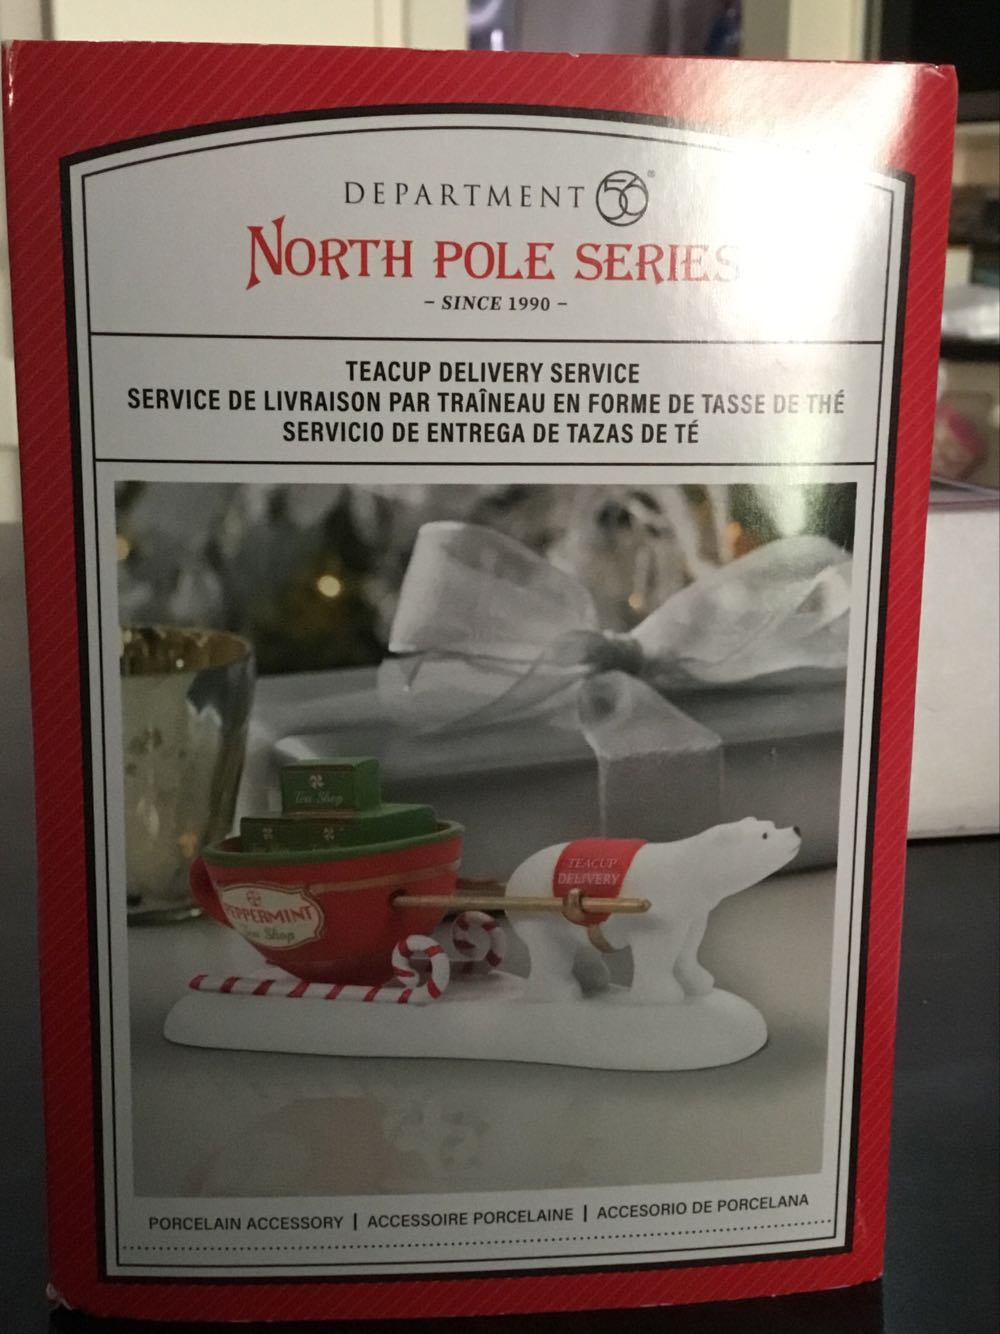 DEPARTMENT 56®
NORTH POLE SERIES
– SINCE 1990 –
TEACUP DELIVERY SERVICE
SERVICE DE LIVRAISON PAR TRAÎNEAU EN FORME DE TASSE DE THÉ
SERVICIO DE ENTREGA DE TAZAS DE TÉ
Tea Shop
TEACUP
DELIVERY
PEPPERMINT
Tea Shop
PORCELAIN ACCESSORY | ACCESSOIRE PORCELAINE | ACCESORIO DE PORCELANA